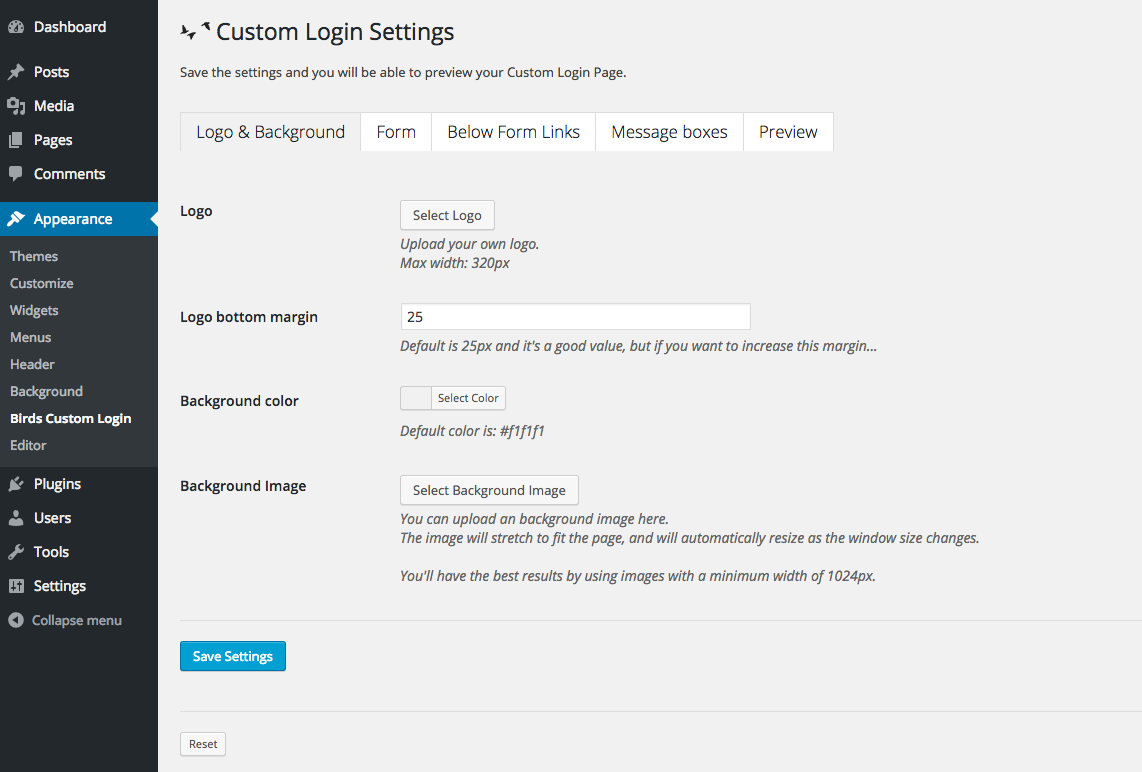 Dashboard
Posts
Media
Pages
Comments
Appearance
Themes
Customize
Widgets
Menus
Header
Background
Birds Custom Login
Editor
Plugins
Users
Tools
Settings
Collapse menu
Custom Login Settings
Save the settings and you will be able to preview your Custom Login Page.
Logo & Background
Form
Below Form Links
Message boxes
Preview
Logo
Select Logo
Upload your own logo.
Max width: 320px
Logo bottom margin
25
Default is 25px and it's a good value, but if you want to increase this margin...
Background color
Select Color
Default color is: #f1f1f1
Background Image
Select Background Image
You can upload an background image here.
The image will stretch to fit the page, and will automatically resize as the window size changes.
You'll have the best results by using images with a minimum width of 1024px.
Save Settings
Reset